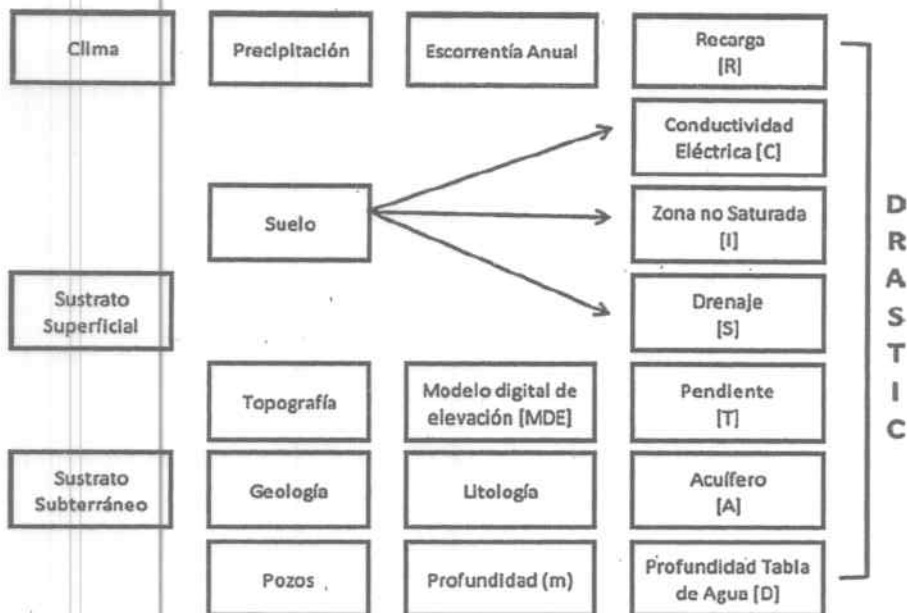 Clima
Precipitación
Escorrentía Anual
Recarga
[R]
Conductividad
Eléctrica [C]
Suelo
Zona no Saturada
[I]
Sustrato
Superficial
Drenaje
[S]
Topografía
Modelo digital de
elevación [MDE]
Pendiente
[T]
Sustrato
Subterráneo
Geología
Litología
Acuífero
[A]
Pozos
Profundidad (m)
Profundidad Tabla
de Agua [D]
D
R
A
S
T
I
C